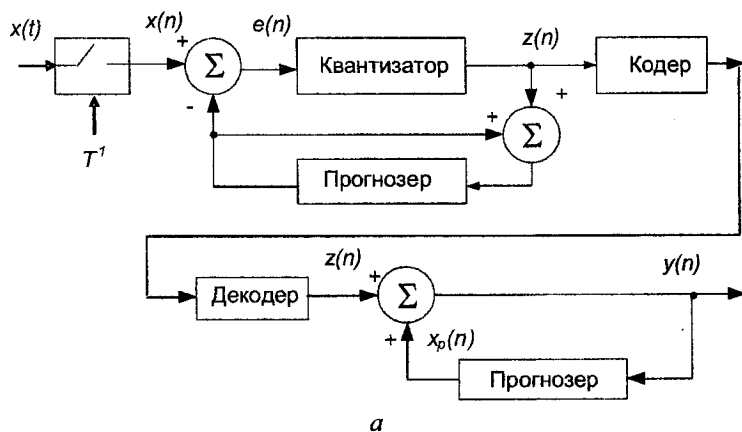 x(t)
x(n)
+
Σ
e(n)
Квантизатор
z(n)
Кодер
-
+
+
Σ
T¹
Прогнозер
Декодер
z(n)
+
Σ
y(n)
+
xₚ(n)
Прогнозер
а